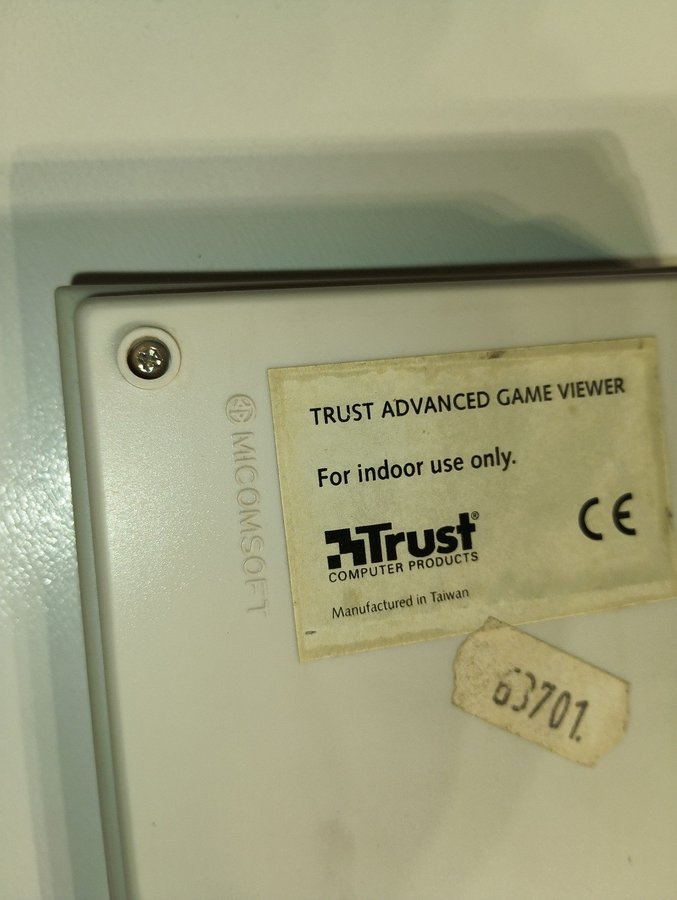 MICOMSOFT
TRUST ADVANCED GAME VIEWER
For indoor use only.
Trust®
COMPUTER PRODUCTS
CE
Manufactured in Taiwan
63701.